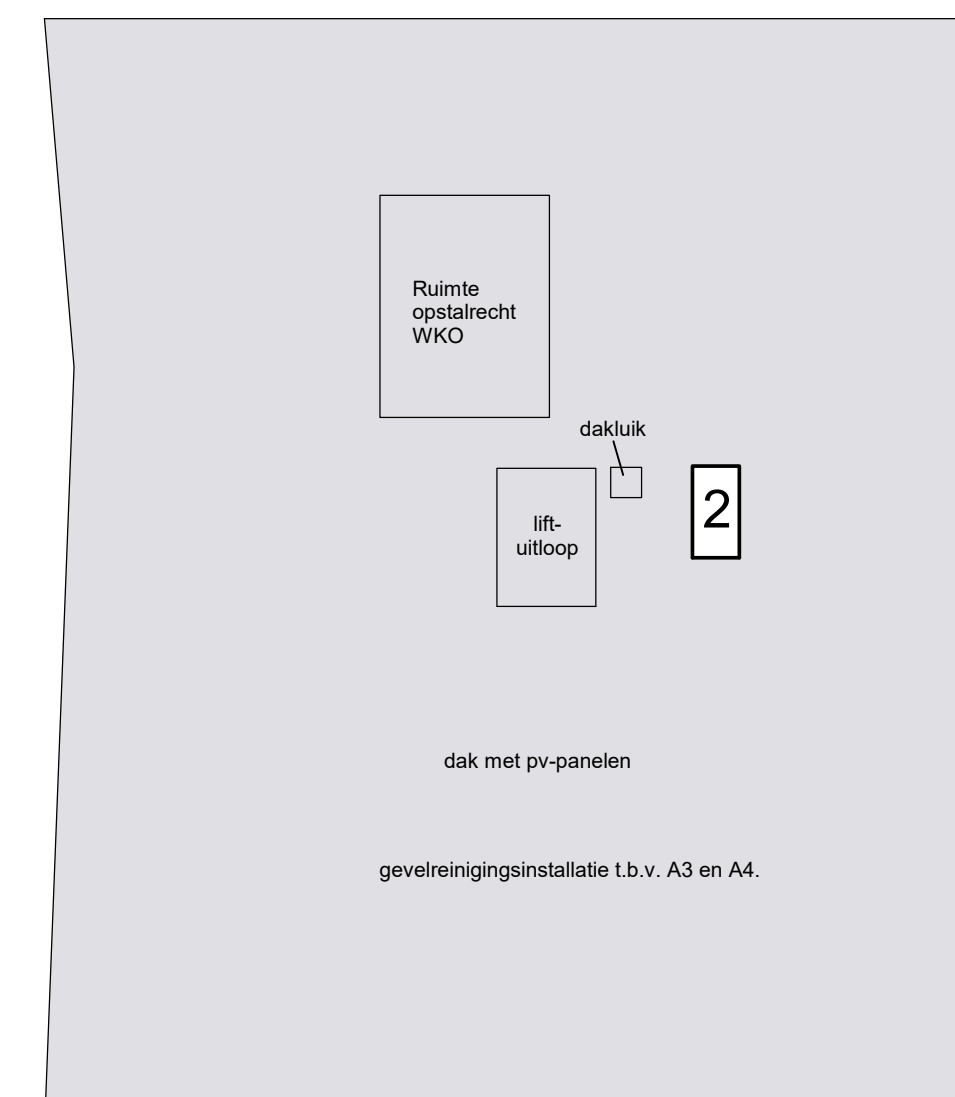 Ruimte
opstalrecht
WKO
dakluik
2
lift-
uitloop
dak met pv-panelen
gevelreinigingsinstallatie t.b.v. A3 en A4.